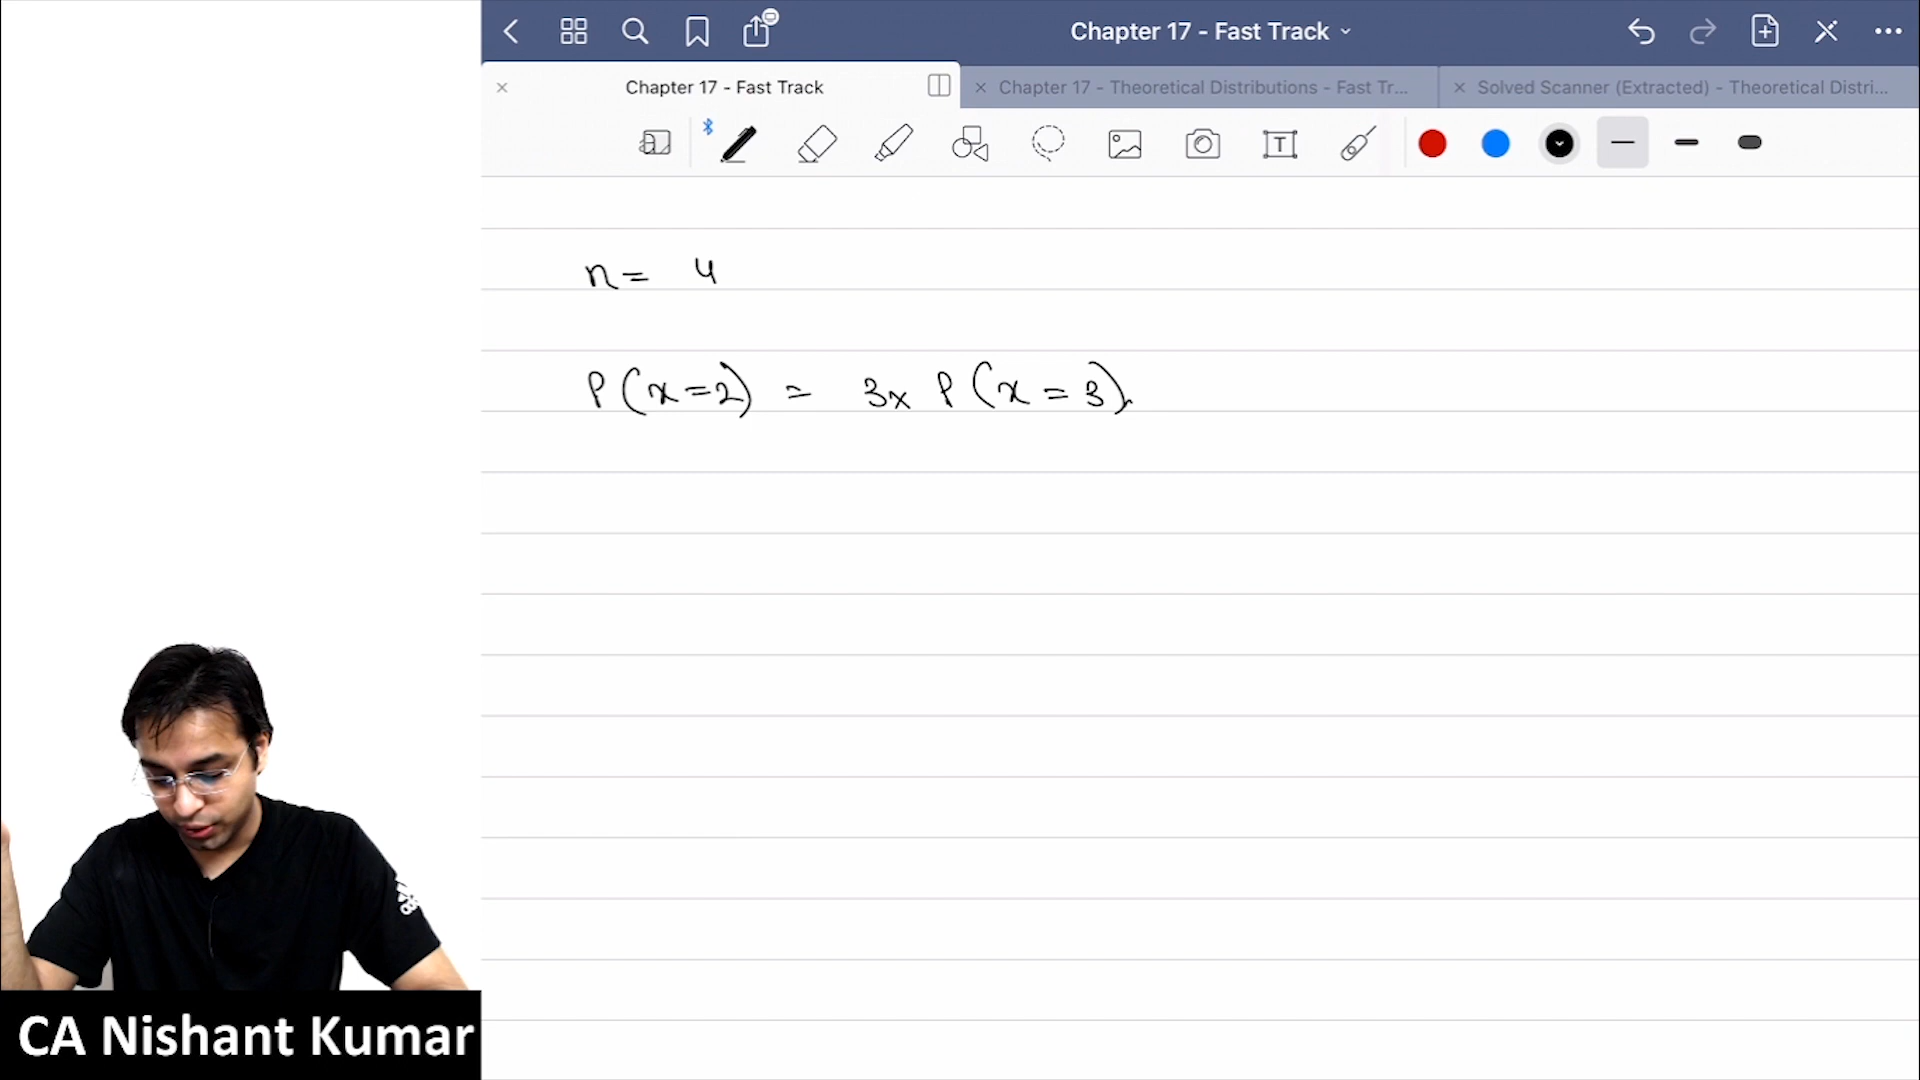 Chapter 17 - Fast Track
Chapter 17 - Fast Track
Chapter 17 - Theoretical Distributions - Fast Tr...
Solved Scanner (Extracted) - Theoretical Distri...
T
n = 4
P (x=2) = 3x P (x = 3)
CA Nishant Kumar